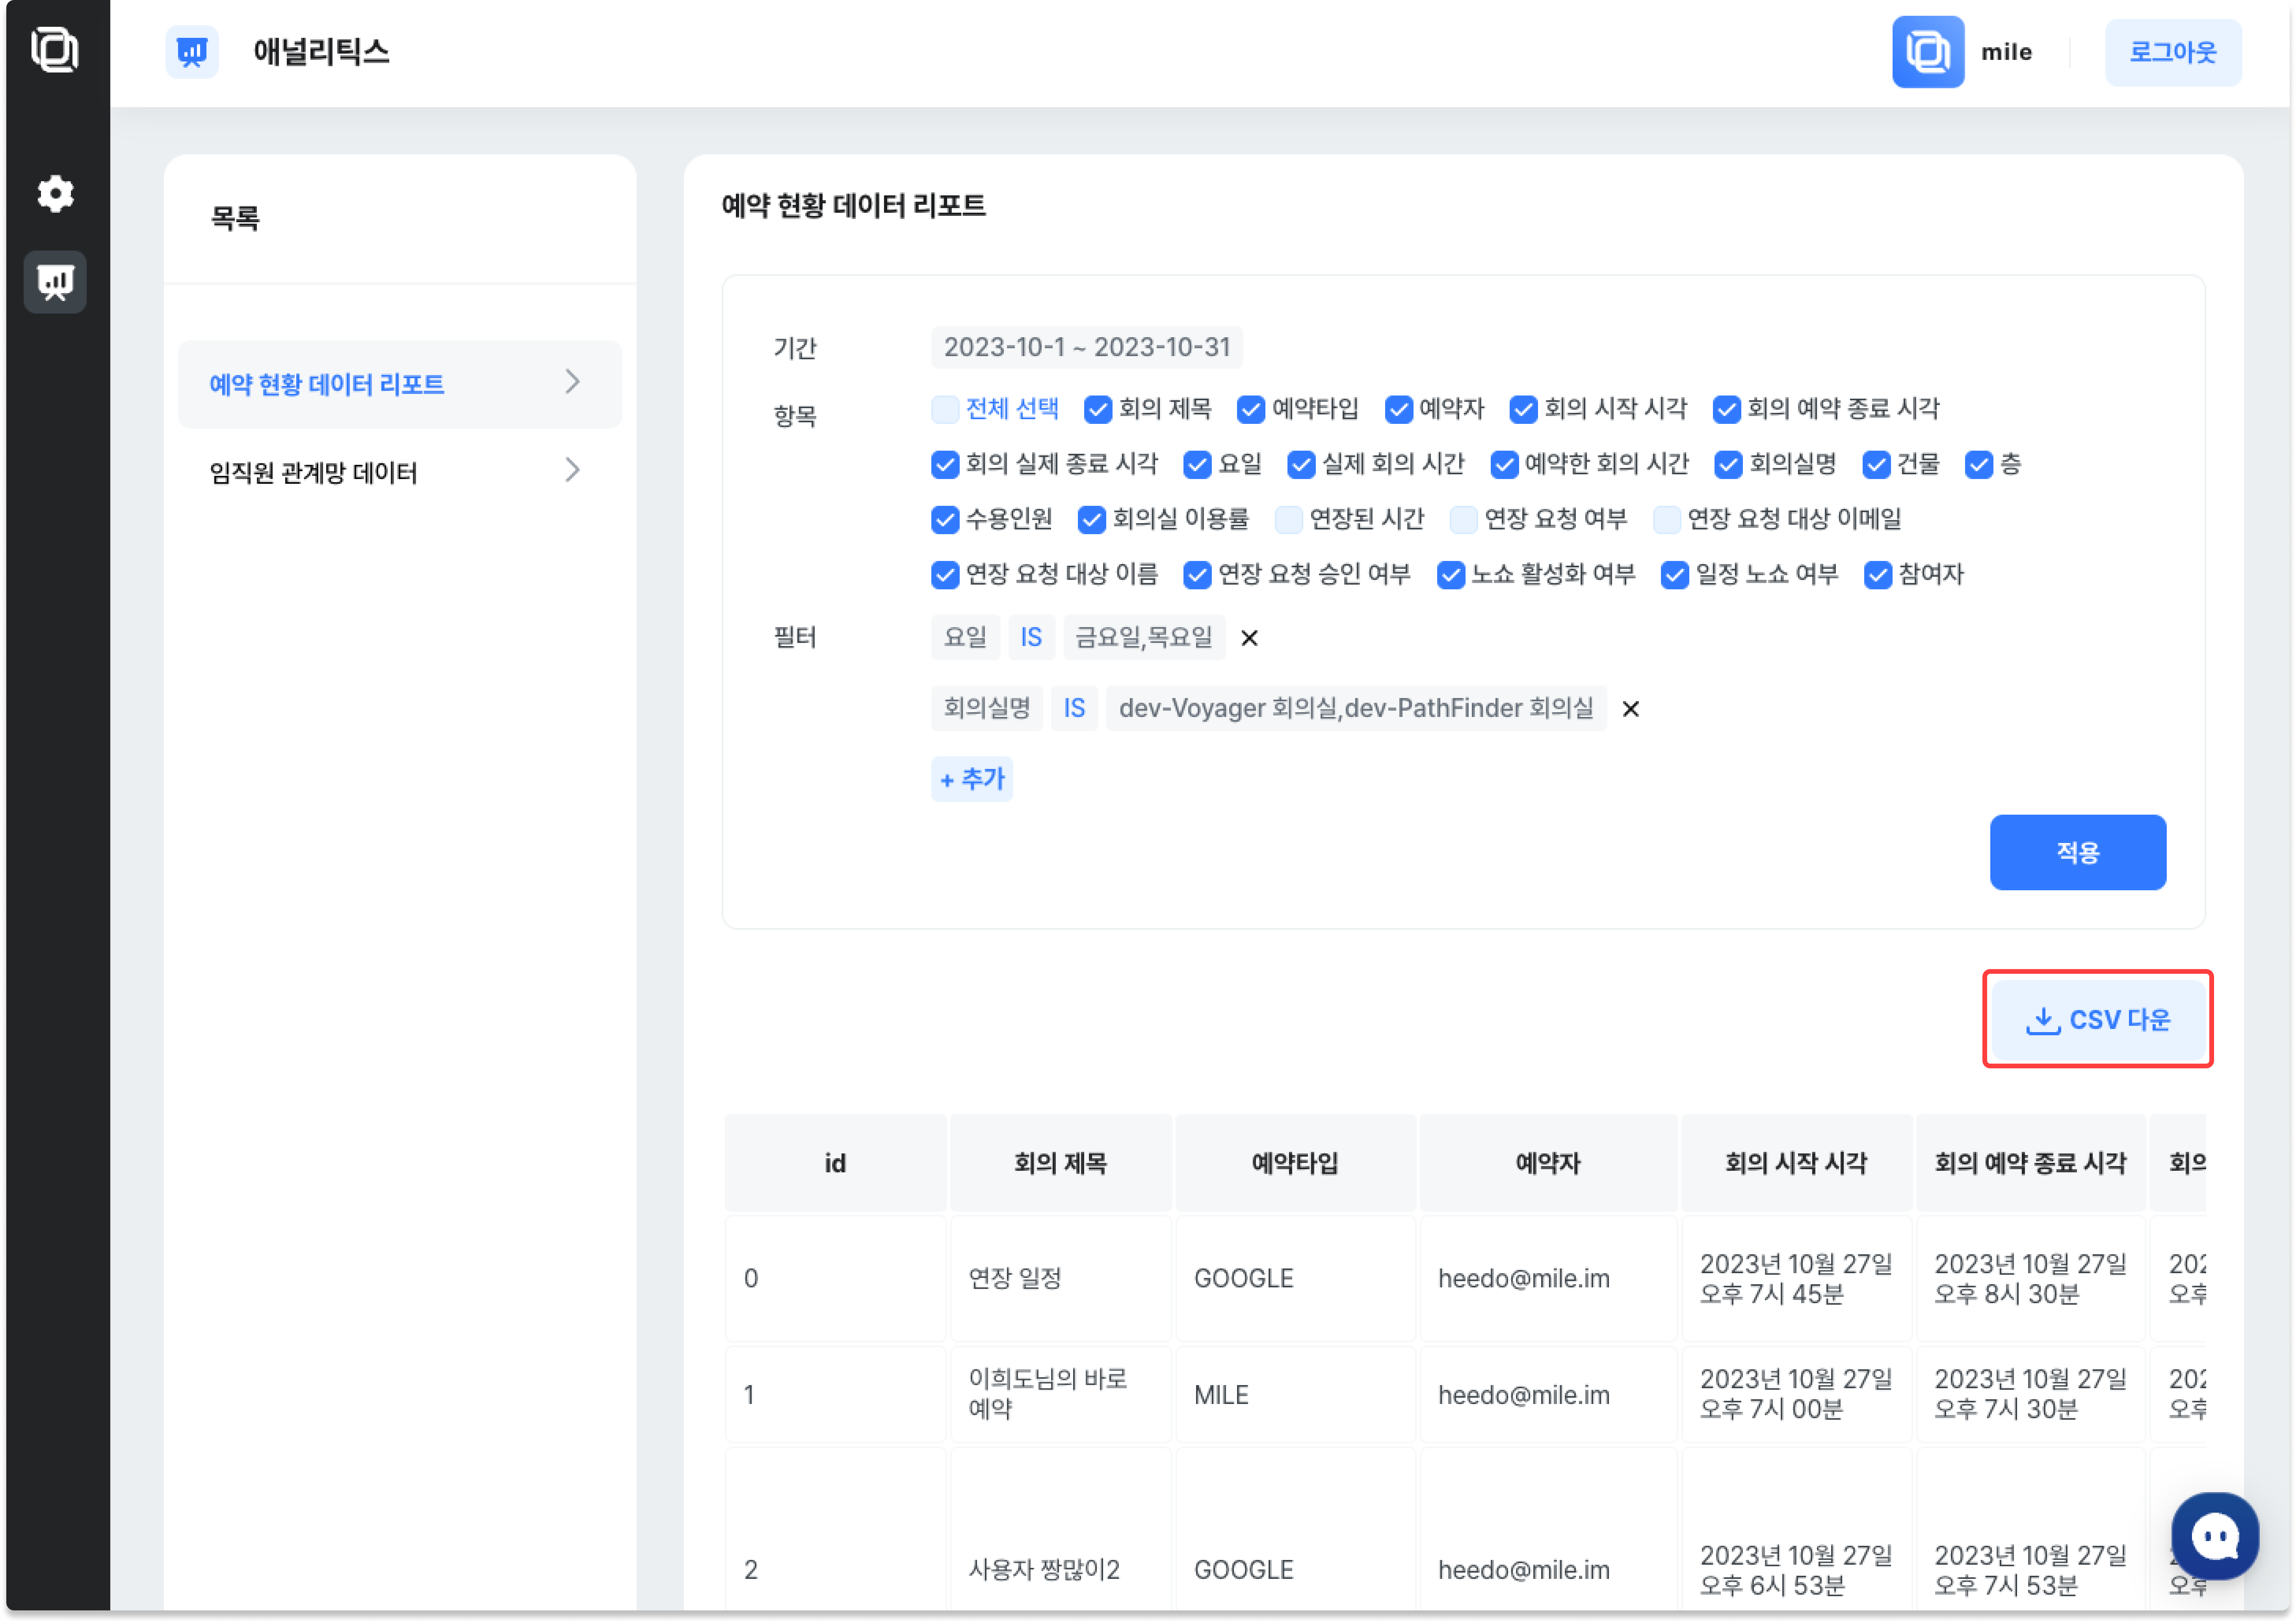 애널리틱스
mile
로그아웃
목록
예약 현황 데이터 리포트
임직원 관계망 데이터
예약 현황 데이터 리포트
기간 2023-10-1 ~ 2023-10-31
항목 전체 선택 회의 제목 예약타입 예약자 회의 시작 시각 회의 예약 종료 시각
회의 실제 종료 시각 요일 실제 회의 시간 예약한 회의 시간 회의실명 건물 층
수용인원 회의실 이용률 연장된 시간 연장 요청 여부 연장 요청 대상 이메일
연장 요청 대상 이름 연장 요청 승인 여부 노쇼 활성화 여부 일정 노쇼 여부 참여자
필터 요일 IS 금요일,목요일
회의실명 IS dev-Voyager 회의실,dev-PathFinder 회의실
+ 추가
적용
CSV 다운
id 회의 제목 예약타입 예약자 회의 시작 시각 회의 예약 종료 시각 회의
0 연장 일정 GOOGLE heedo@mile.im 2023년 10월 27일 오후 7시 45분 2023년 10월 27일 오후 8시 30분 202 오후
1 이희도님의 바로 예약 MILE heedo@mile.im 2023년 10월 27일 오후 7시 00분 2023년 10월 27일 오후 7시 30분 202 오후
2 사용자 짱많이2 GOOGLE heedo@mile.im 2023년 10월 27일 오후 6시 53분 2023년 10월 27일 오후 7시 53분